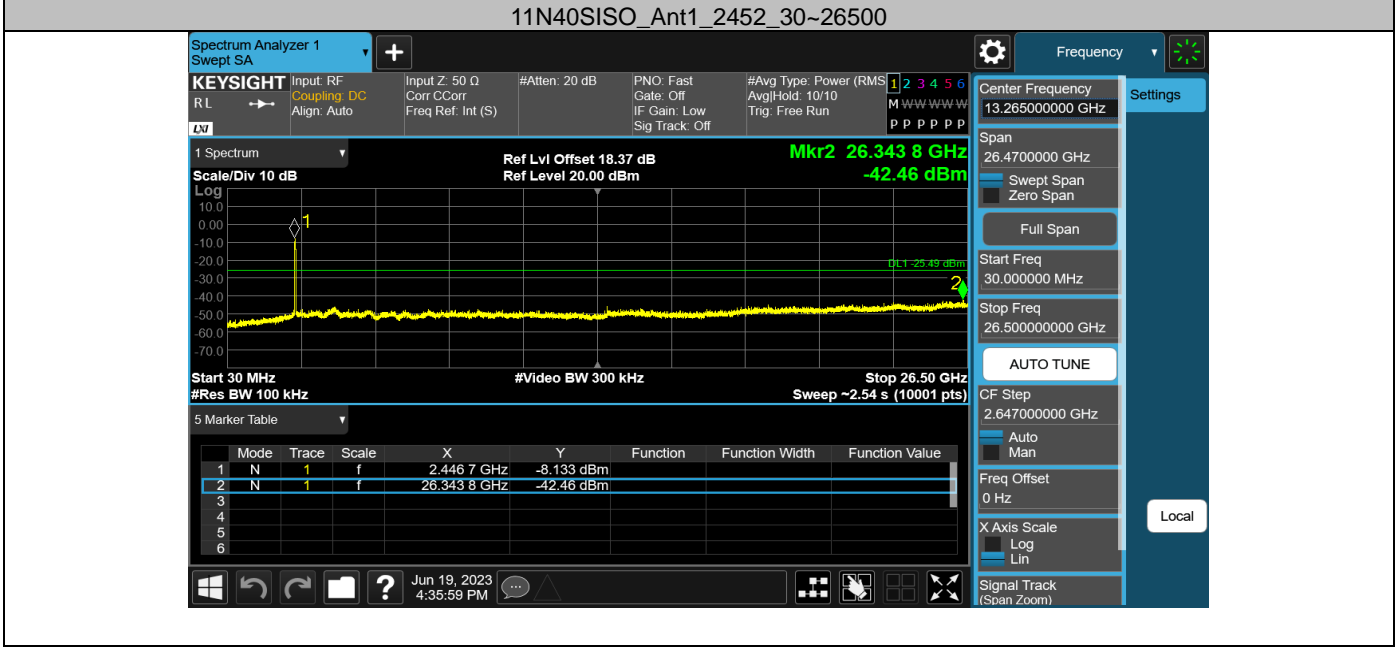 11N40SISO_Ant1_2452_30~26500
Spectrum Analyzer 1
Swept SA
+
Frequency
KEYSIGHT
RL
LXI
Input: RF
Coupling: DC
Align: Auto
Input Z: 50 Ω
Corr CCorr
Freq Ref: Int (S)
#Atten: 20 dB
PNO: Fast
Gate: Off
IF Gain: Low
Sig Track: Off
#Avg Type: Power (RMS
Avg|Hold: 10/10
Trig: Free Run
1 2 3 4 5 6
M W W W W W
P P P P P P
1 Spectrum
Scale/Div 10 dB
Ref Lvl Offset 18.37 dB
Ref Level 20.00 dBm
Mkr2 26.343 8 GHz
-42.46 dBm
Log
10.0
0.00
-10.0
-20.0
-30.0
-40.0
-50.0
-60.0
-70.0
1
DL1 -25.49 dBm
2
Start 30 MHz
#Video BW 300 kHz
Stop 26.50 GHz
#Res BW 100 kHz
Sweep ~2.54 s (10001 pts)
5 Marker Table
Mode Trace Scale X Y Function Function Width Function Value
1 N 1 f 2.446 7 GHz -8.133 dBm
2 N 1 f 26.343 8 GHz -42.46 dBm
3
4
5
6
?
Jun 19, 2023
4:35:59 PM
Center Frequency
13.265000000 GHz
Span
26.4700000 GHz
Swept Span
Zero Span
Full Span
Start Freq
30.000000 MHz
Stop Freq
26.500000000 GHz
AUTO TUNE
CF Step
2.647000000 GHz
Auto
Man
Freq Offset
0 Hz
X Axis Scale
Log
Lin
Signal Track
(Span Zoom)
Settings
Local